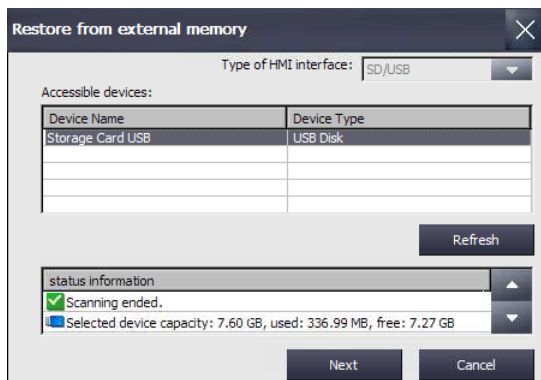 Restore from external memory
Type of HMI interface: SD/USB
Accessible devices:
Device Name Device Type
Storage Card USB USB Disk
Refresh
status information
Scanning ended.
Selected device capacity: 7.60 GB, used: 336.99 MB, free: 7.27 GB
Next Cancel